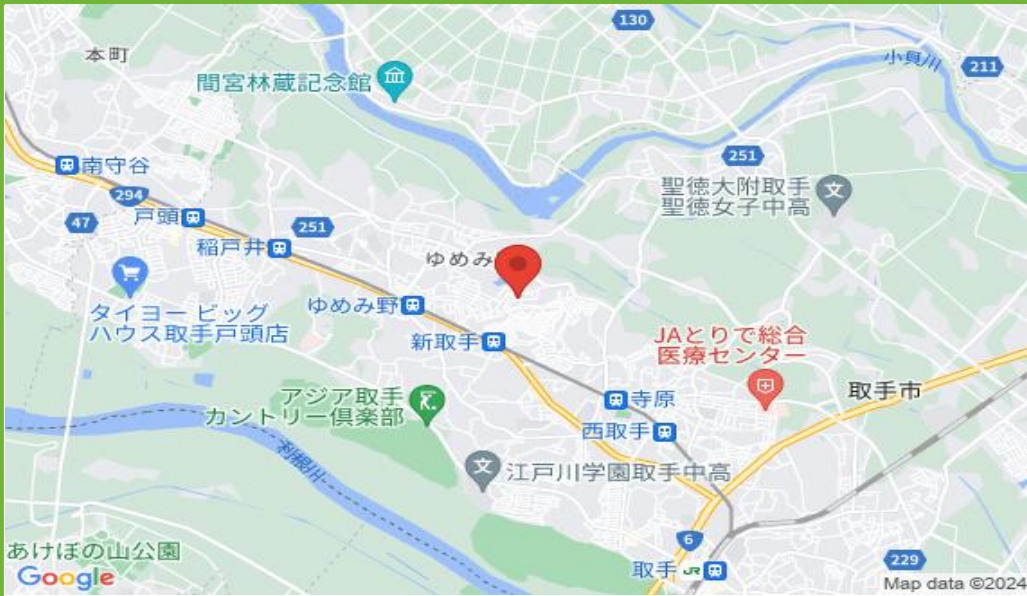 130
本町
小貝川
211
間宮林蔵記念館
251
南守谷
聖徳大附取手
聖徳女子中高
294
戸頭
47
251
稲戸井
ゆめみ
タイヨー ビッグ
ハウス取手戸頭店
ゆめみ野
新取手
JAとりで総合
医療センター
取手市
アジア取手
カントリー倶楽部
寺原
西取手
利根川
江戸川学園取手中高
6
あけぼの山公園
229
取手 JR
Google
Map data ©2024